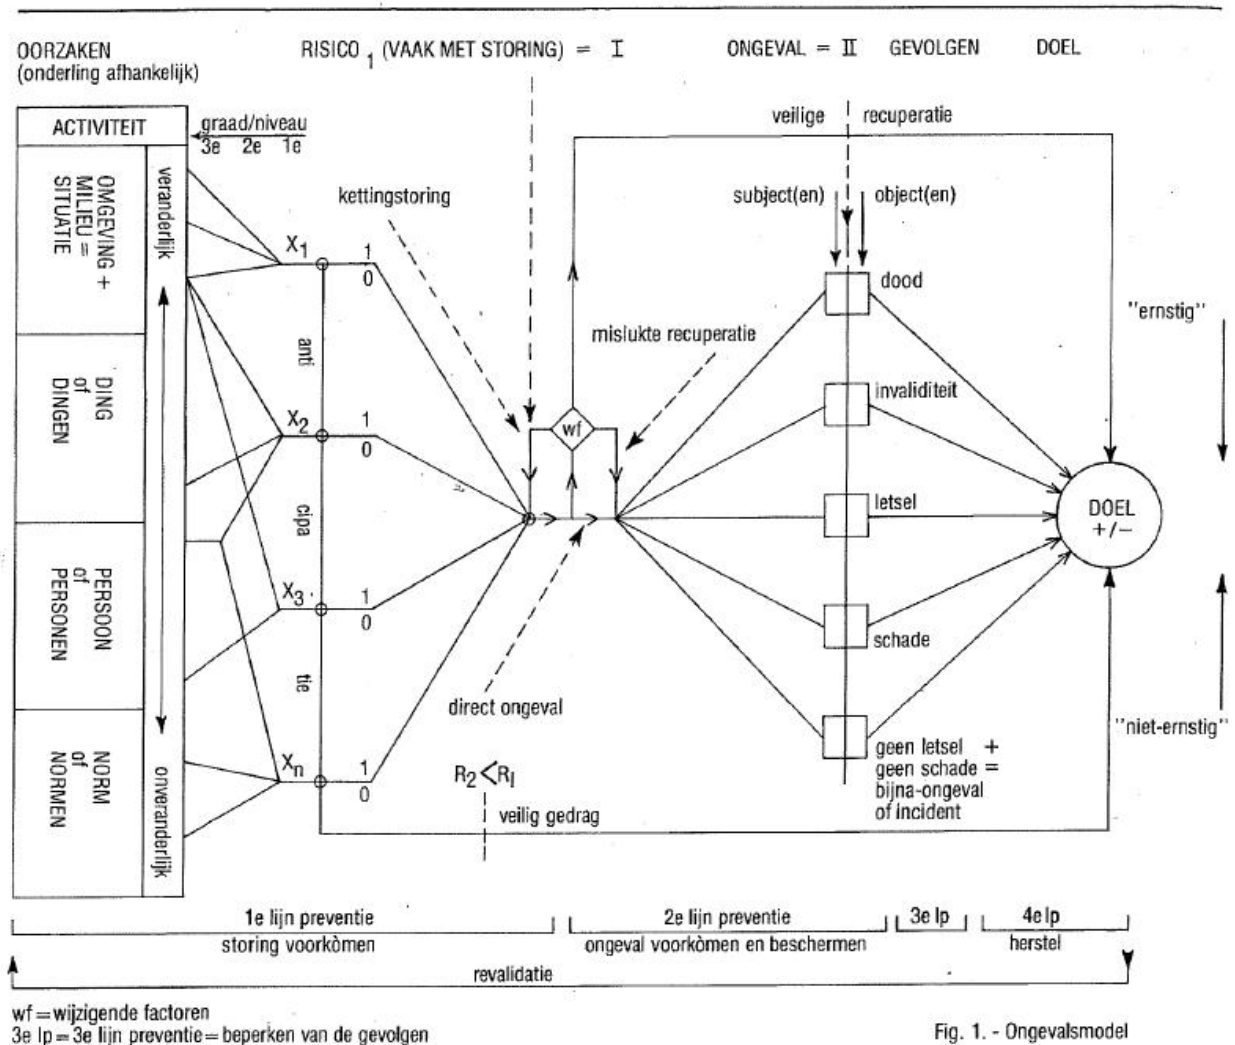 OORZAKEN
(onderling afhankelijk)
RISICO 1 (VAAK MET STORING) = I
ONGEVAL = II
GEVOLGEN
DOEL
ACTIVITEIT
graad/niveau
3e 2e 1e
veilige
recuperatie
OMGEVING +
MILIEU =
SITUATIE
DING
of
DINGEN
PERSOON
of
PERSONEN
NORM
of
NORMEN
veranderlijk
onveranderlijk
kettingstoring
subject(en)
object(en)
X1
1
0
anti
X2
1
0
cipa
X3
1
0
tie
Xn
1
0
mislukte recuperatie
wf
direct ongeval
R2<R1
veilig gedrag
dood
invaliditeit
letsel
schade
geen letsel +
geen schade =
bijna-ongeval
of incident
"ernstig"
DOEL
+/−
"niet-ernstig"
1e lijn preventie
storing voorkòmen
2e lijn preventie
ongeval voorkòmen en beschermen
3e lp
4e lp
herstel
revalidatie
wf = wijzigende factoren
3e lp = 3e lijn preventie = beperken van de gevolgen
Fig. 1. - Ongevalsmodel